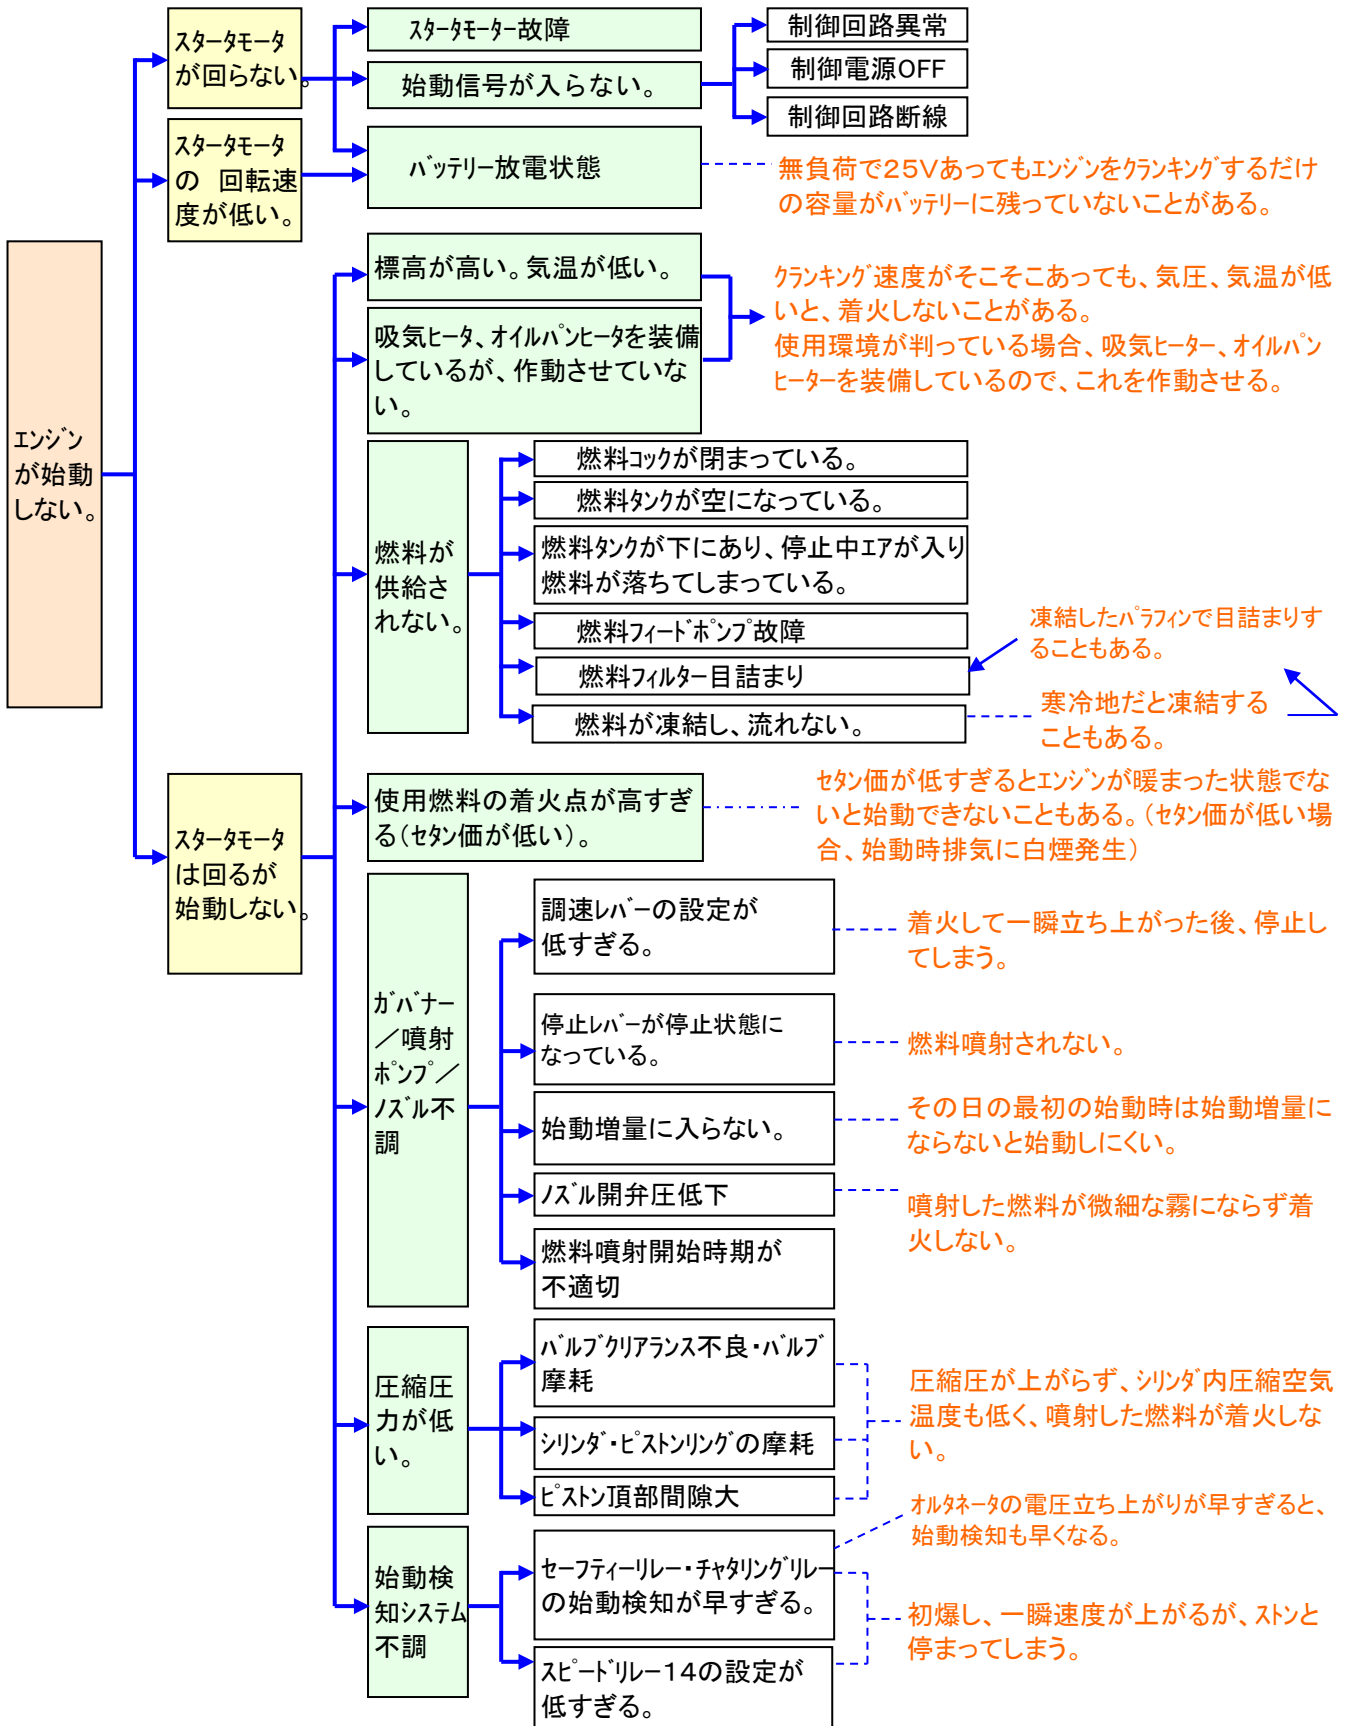 エンジン
が始動
しない。
スタータモータ
が回らない。
スタータモーター故障
始動信号が入らない。
制御回路異常
制御電源OFF
制御回路断線
スタータモータ
の 回転速
度が低い。
バッテリー放電状態
無負荷で25Vあってもエンジンをクランキングするだけ
の容量がバッテリーに残っていないことがある。
スタータモータ
は回るが
始動しない。
標高が高い。気温が低い。
吸気ヒータ、オイルパンヒータを装備
しているが、作動させていな
い。
クランキング速度がそこそこあっても、気圧、気温が低
いと、着火しないことがある。
使用環境が判っている場合、吸気ヒーター、オイルパン
ヒーターを装備しているので、これを作動させる。
燃料が
供給さ
れない。
燃料コックが閉まっている。
燃料タンクが空になっている。
燃料タンクが下にあり、停止中エアが入り
燃料が落ちてしまっている。
燃料フィードポンプ故障
燃料フィルター目詰まり
凍結したパラフィンで目詰まりす
ることもある。
燃料が凍結し、流れない。
寒冷地だと凍結する
こともある。
使用燃料の着火点が高すぎ
る(セタン価が低い)。
セタン価が低すぎるとエンジンが暖まった状態でな
いと始動できないこともある。(セタン価が低い場
合、始動時排気に白煙発生)
ガバナー
／噴射
ポンプ／
ノズル不
調
調速レバーの設定が
低すぎる。
着火して一瞬立ち上がった後、停止し
てしまう。
停止レバーが停止状態に
なっている。
燃料噴射されない。
始動増量に入らない。
その日の最初の始動時は始動増量に
ならないと始動しにくい。
ノズル開弁圧低下
噴射した燃料が微細な霧にならず着
火しない。
燃料噴射開始時期が
不適切
圧縮圧
力が低
い。
バルブクリアランス不良・バルブ
摩耗
シリンダ・ピストンリングの摩耗
ピストン頂部間隙大
圧縮圧が上がらず、シリンダ内圧縮空気
温度も低く、噴射した燃料が着火しな
い。
始動検
知システム
不調
セーフティーリレー・チャタリングリレー
の始動検知が早すぎる。
オルタネータの電圧立ち上がりが早すぎると、
始動検知も早くなる。
スピードリレー14の設定が
低すぎる。
初爆し、一瞬速度が上がるが、ストンと
停まってしまう。